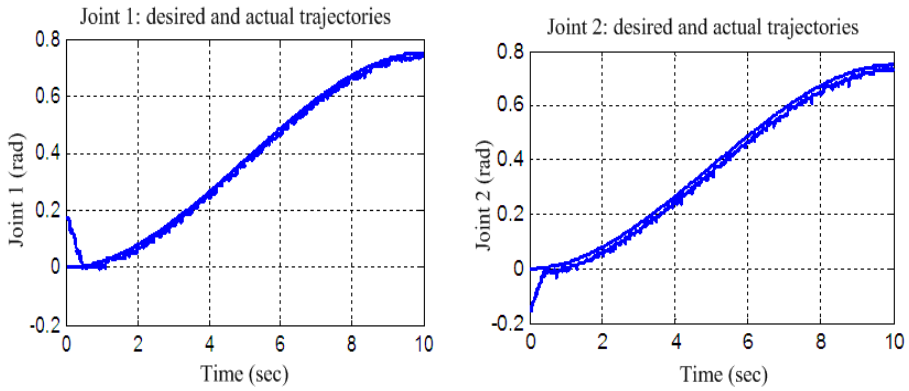 Joint 1: desired and actual trajectories
0.8
0.6
0.4
0.2
0
-0.2
Joint 1 (rad)
0 2 4 6 8 10
Time (sec)
Joint 2: desired and actual trajectories
0.8
0.6
0.4
0.2
0
-0.2
Joint 2 (rad)
0 2 4 6 8 10
Time (sec)